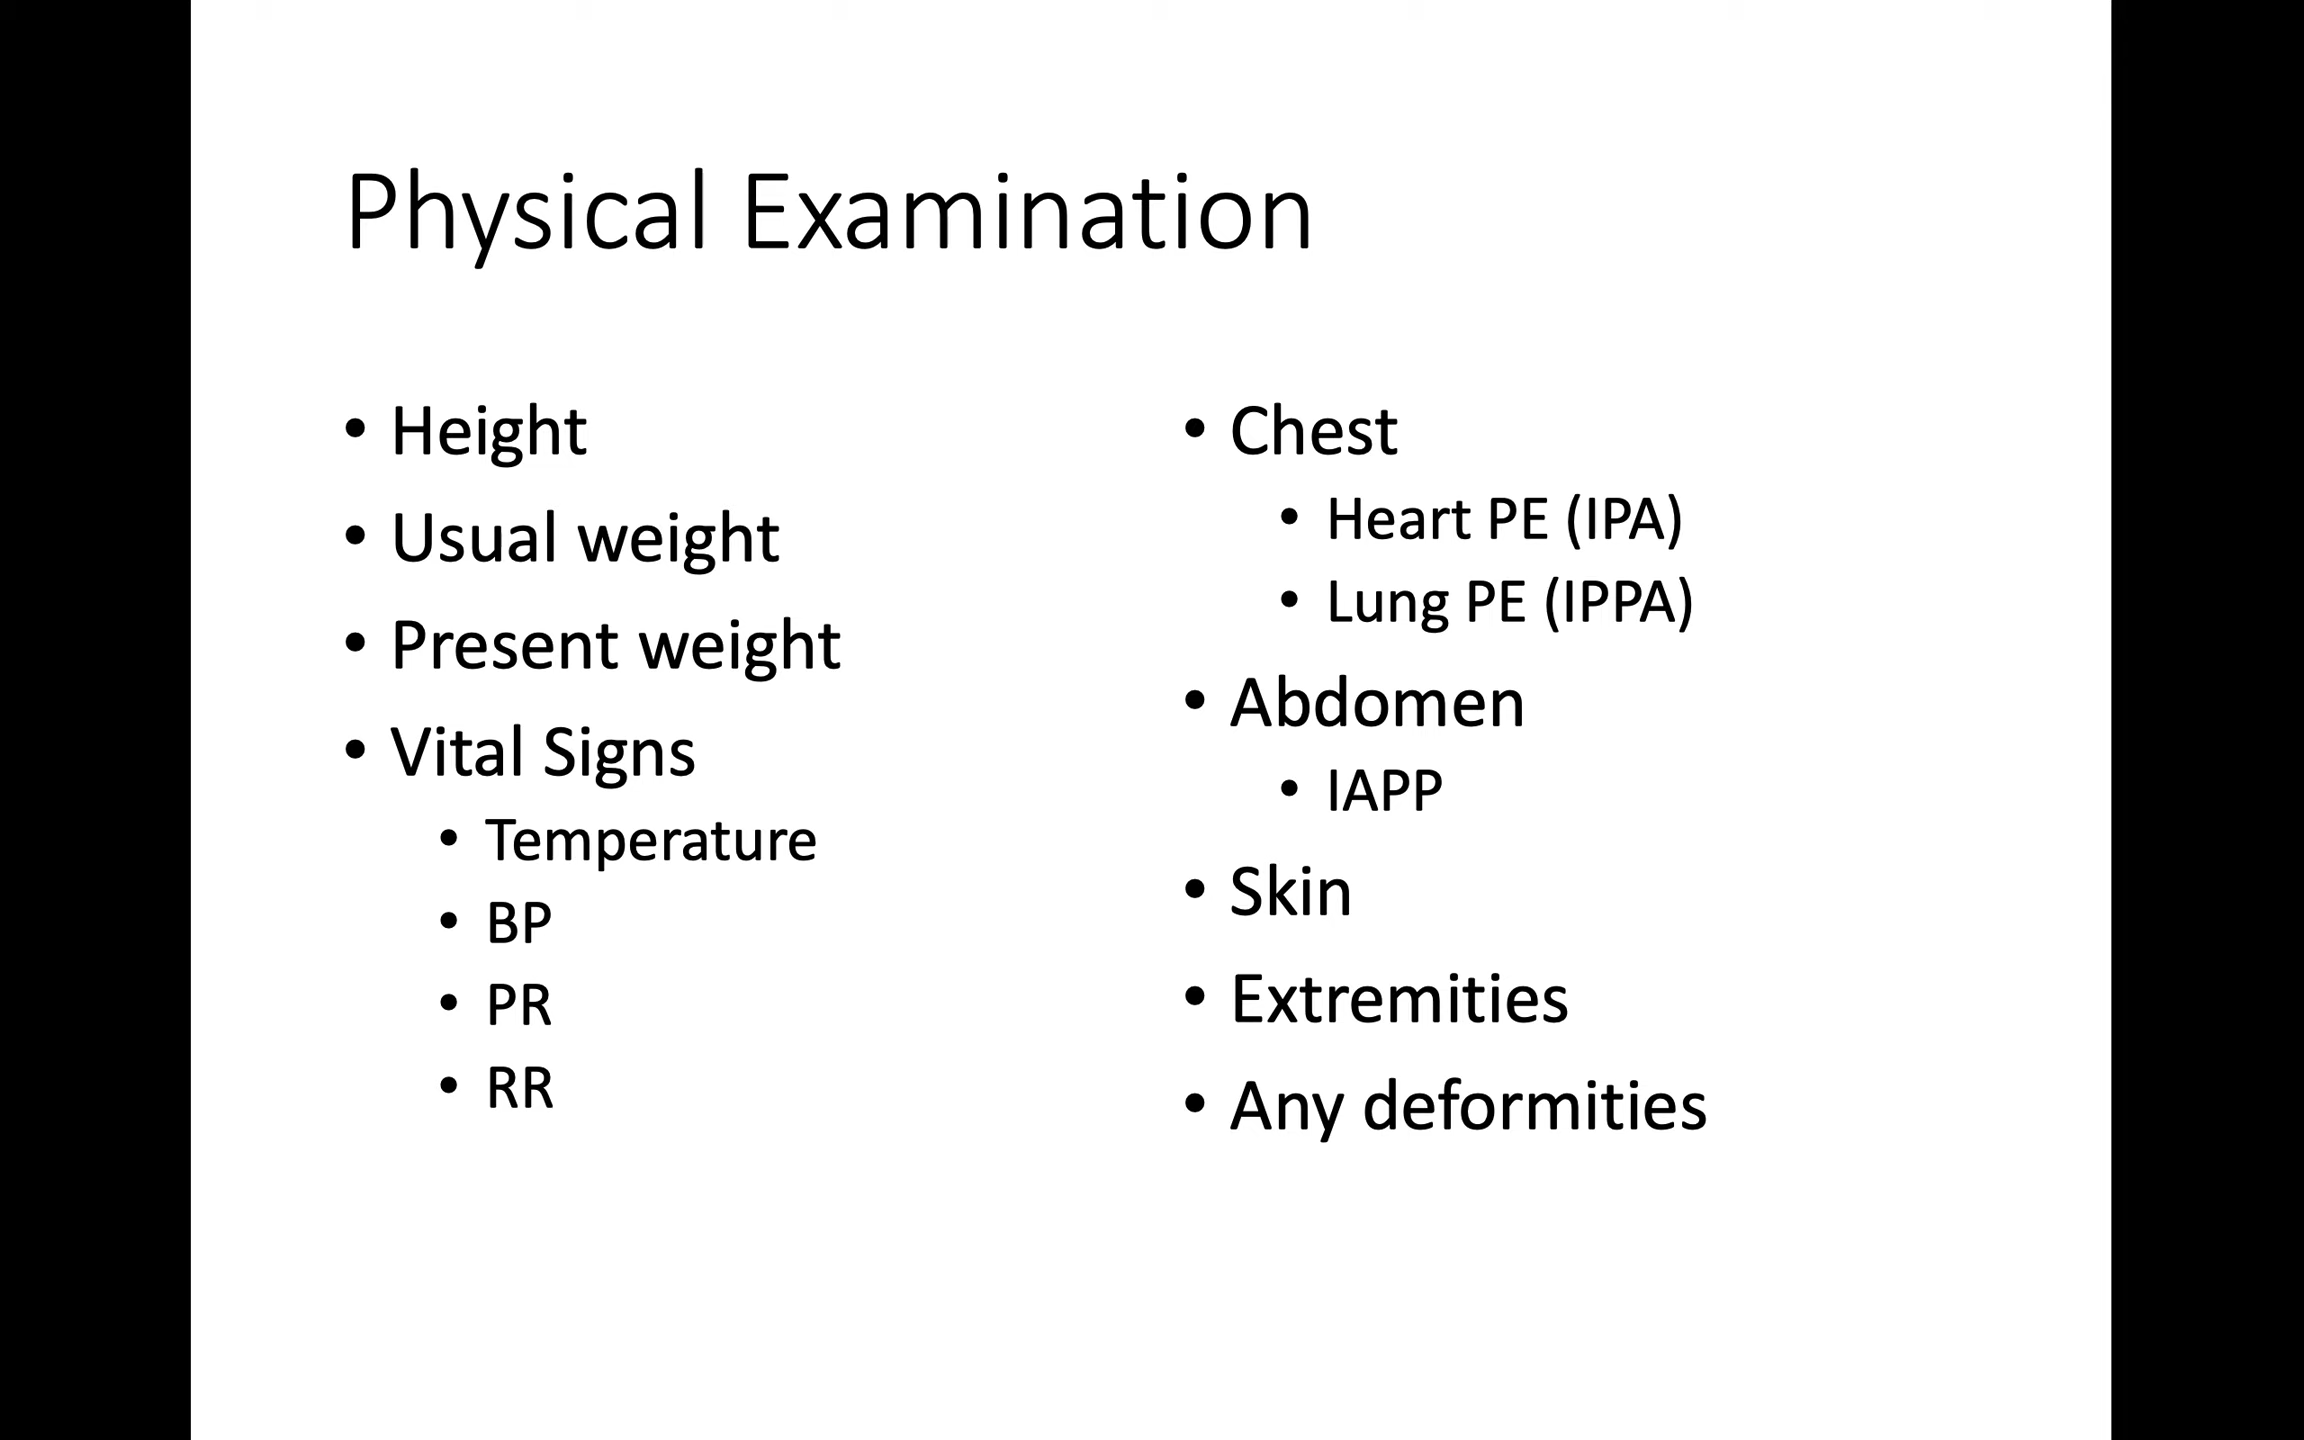 Physical Examination
• Height
• Usual weight
• Present weight
• Vital Signs
• Temperature
• BP
• PR
• RR
• Chest
• Heart PE (IPA)
• Lung PE (IPPA)
• Abdomen
• IAPP
• Skin
• Extremities
• Any deformities